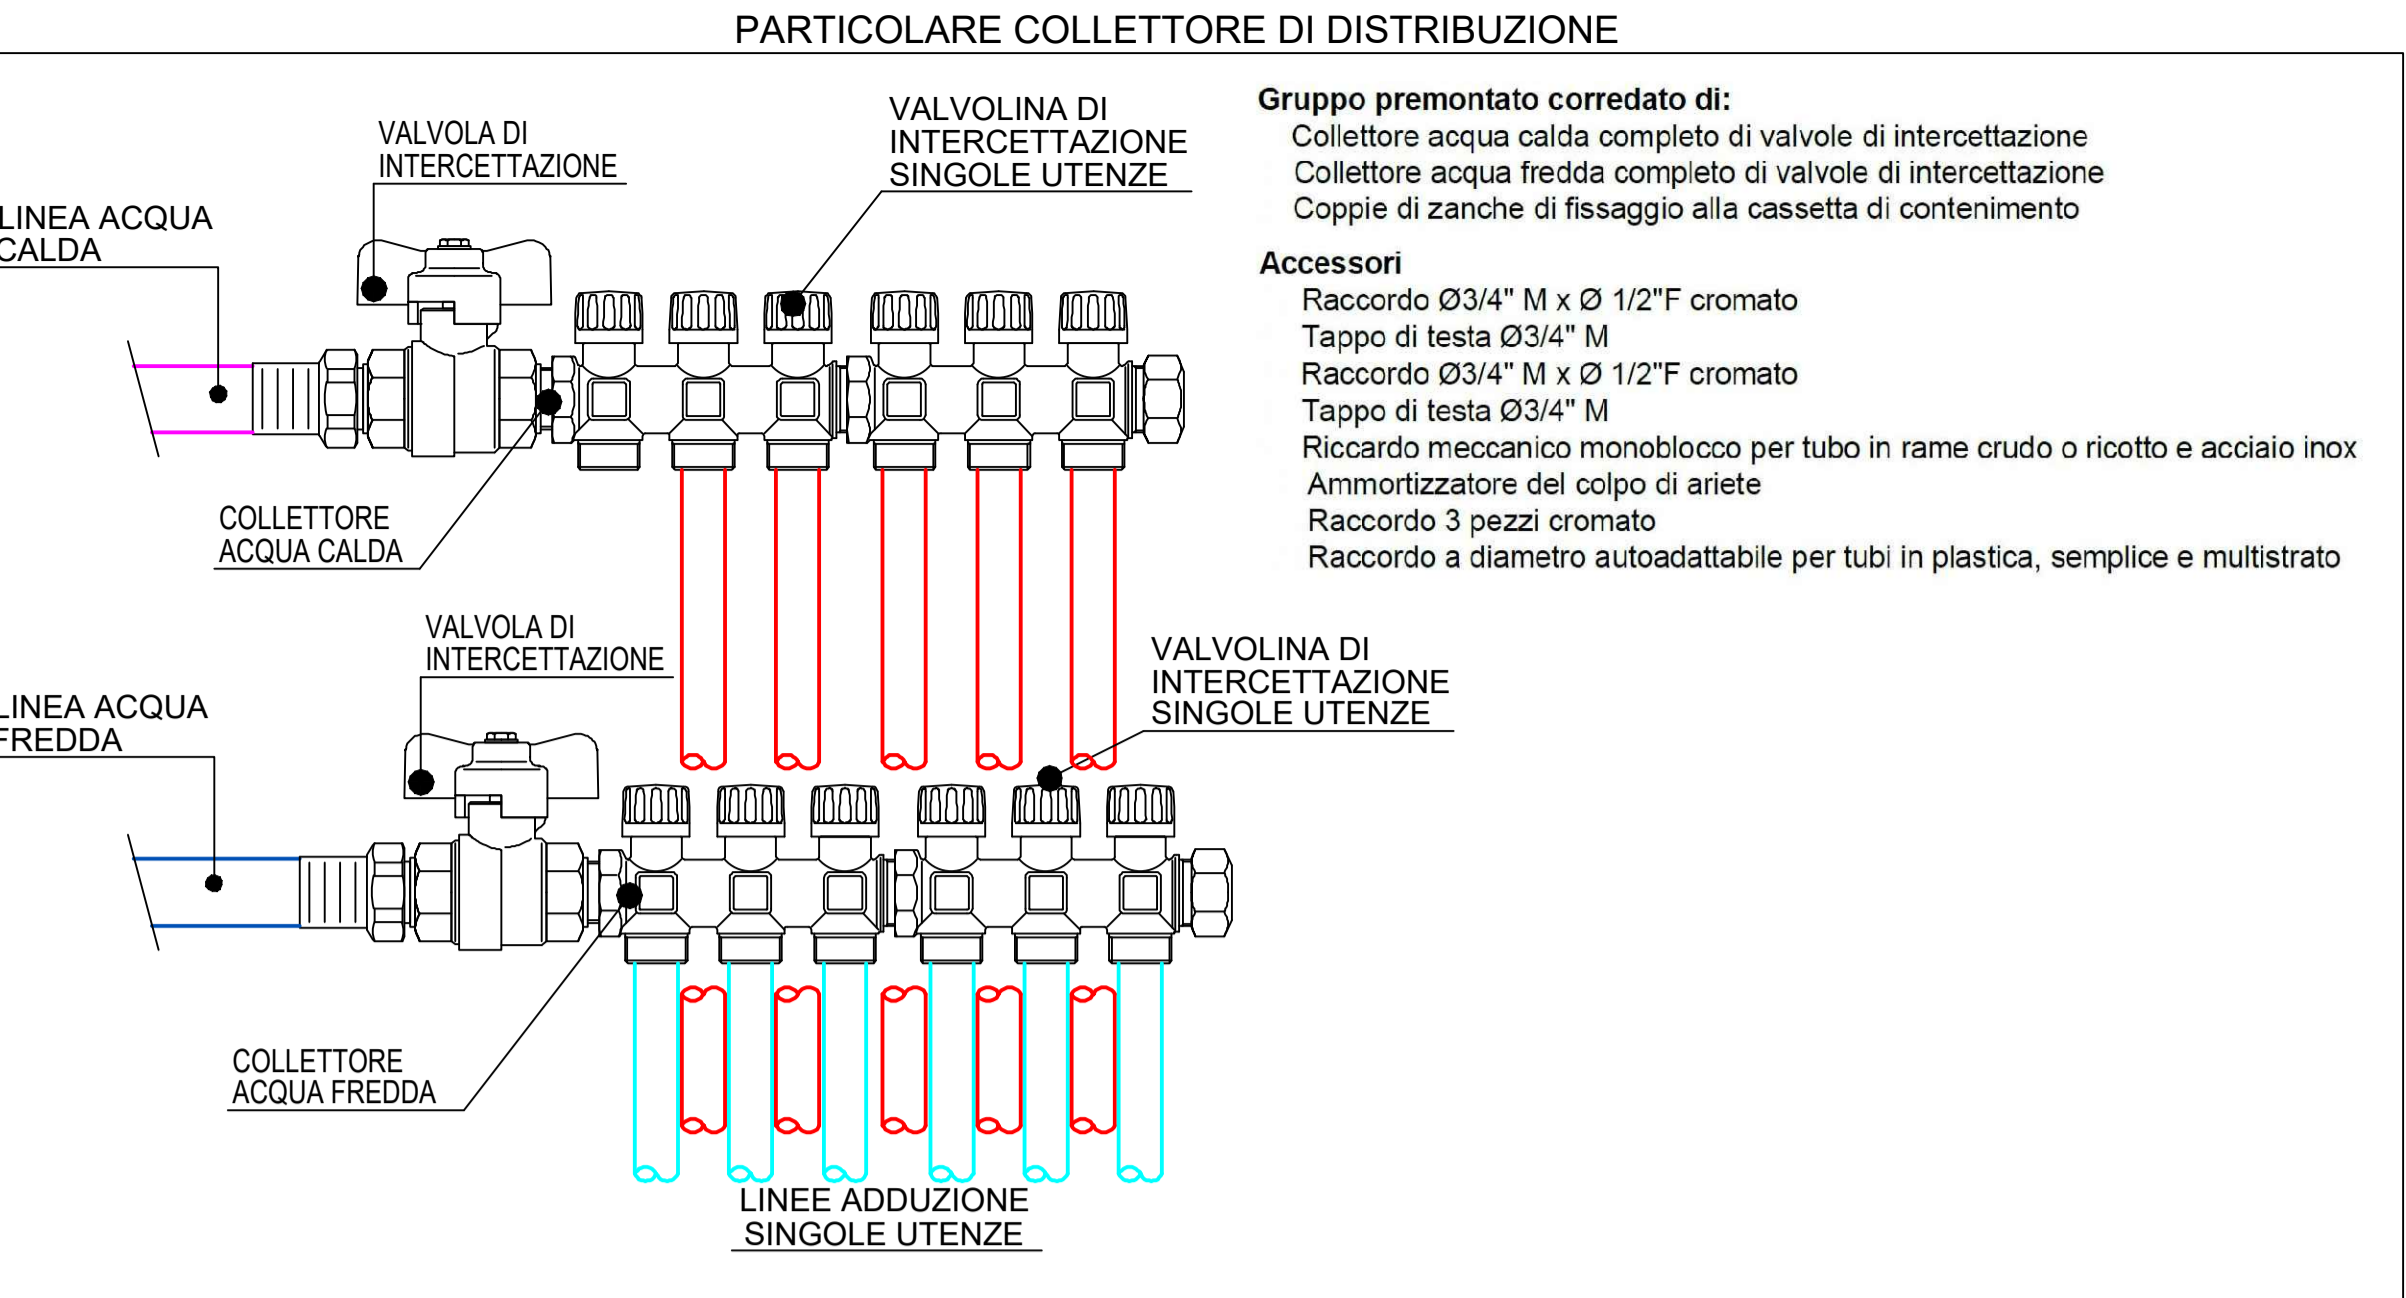 PARTICOLARE COLLETTORE DI DISTRIBUZIONE
VALVOLA DI
INTERCETTAZIONE
VALVOLINA DI
INTERCETTAZIONE
SINGOLE UTENZE
LINEA ACQUA
CALDA
COLLETTORE
ACQUA CALDA
Gruppo premontato corredato di:
Collettore acqua calda completo di valvole di intercettazione
Collettore acqua fredda completo di valvole di intercettazione
Coppie di zanche di fissaggio alla cassetta di contenimento
Accessori
Raccordo Ø3/4" M x Ø 1/2"F cromato
Tappo di testa Ø3/4" M
Raccordo Ø3/4" M x Ø 1/2"F cromato
Tappo di testa Ø3/4" M
Riccardo meccanico monoblocco per tubo in rame crudo o ricotto e acciaio inox
Ammortizzatore del colpo di ariete
Raccordo 3 pezzi cromato
Raccordo a diametro autoadattabile per tubi in plastica, semplice e multistrato
VALVOLA DI
INTERCETTAZIONE
VALVOLINA DI
INTERCETTAZIONE
SINGOLE UTENZE
LINEA ACQUA
FREDDA
COLLETTORE
ACQUA FREDDA
LINEE ADDUZIONE
SINGOLE UTENZE